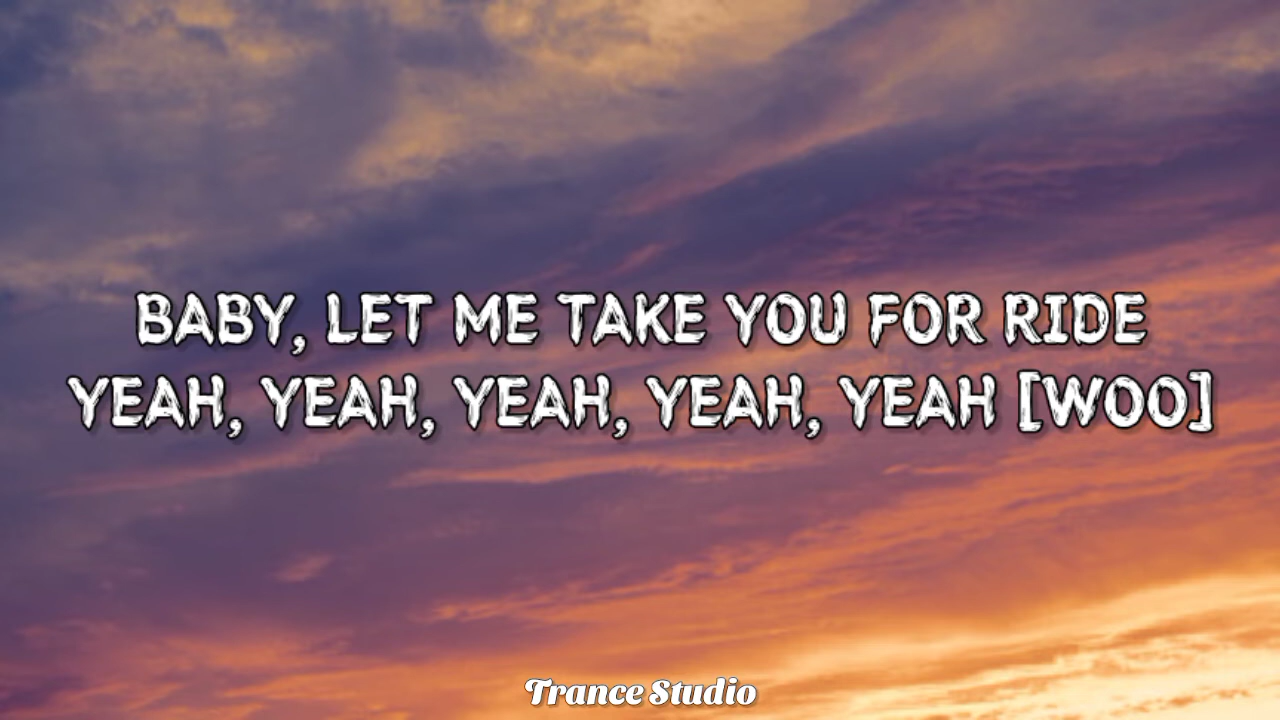 BABY, LET ME TAKE YOU FOR RIDE
YEAH, YEAH, YEAH, YEAH, YEAH [WOO]
Trance Studio